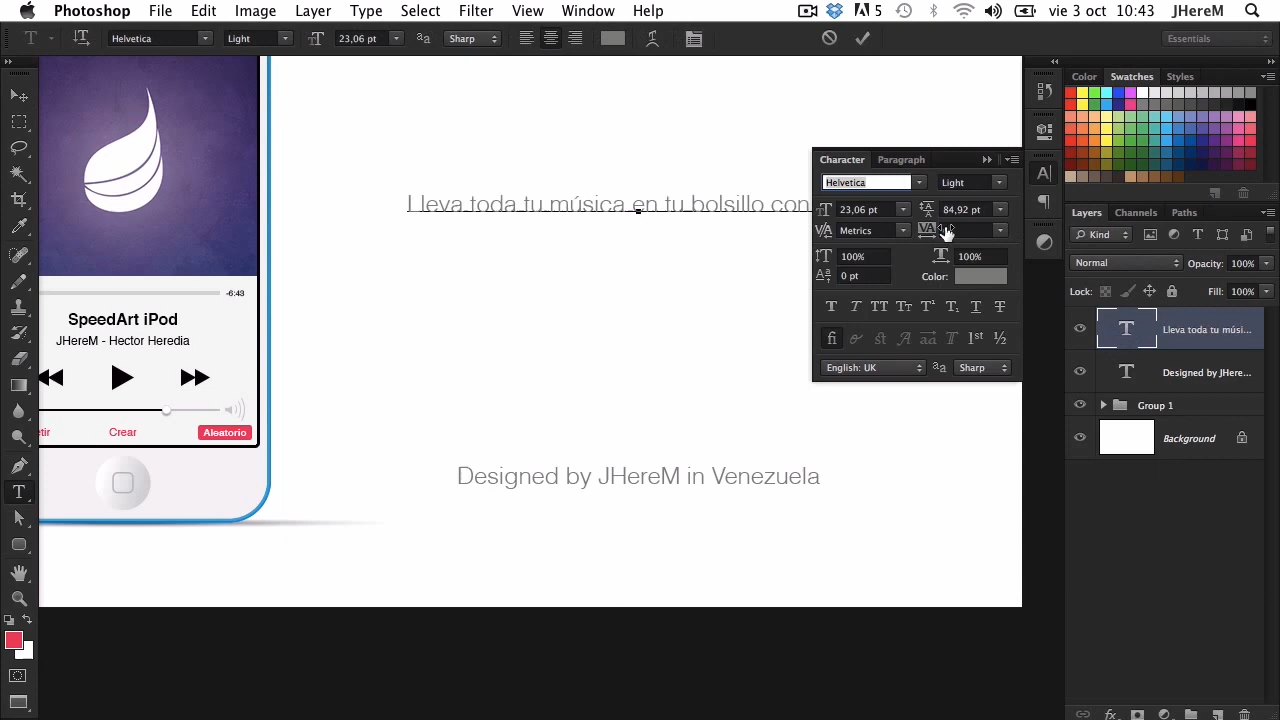 Photoshop File Edit Image Layer Type Select Filter View Window Help 5 vie 3 oct 10:43 JHereM
Helvetica Light 23,06 pt Sharp Essentials
Color Swatches Styles
-6:43
SpeedArt iPod
JHereM - Hector Heredia
Crear Aleatorio
Lleva toda tu música en tu bolsillo con
Designed by JHereM in Venezuela
Character Paragraph
Helvetica Light
23,06 pt 84,92 pt
Metrics
100% 100%
0 pt Color:
English: UK Sharp
Layers Channels Paths
Kind
Normal Opacity: 100%
Lock: Fill: 100%
Lleva toda tu músi...
Designed by JHere...
Group 1
Background